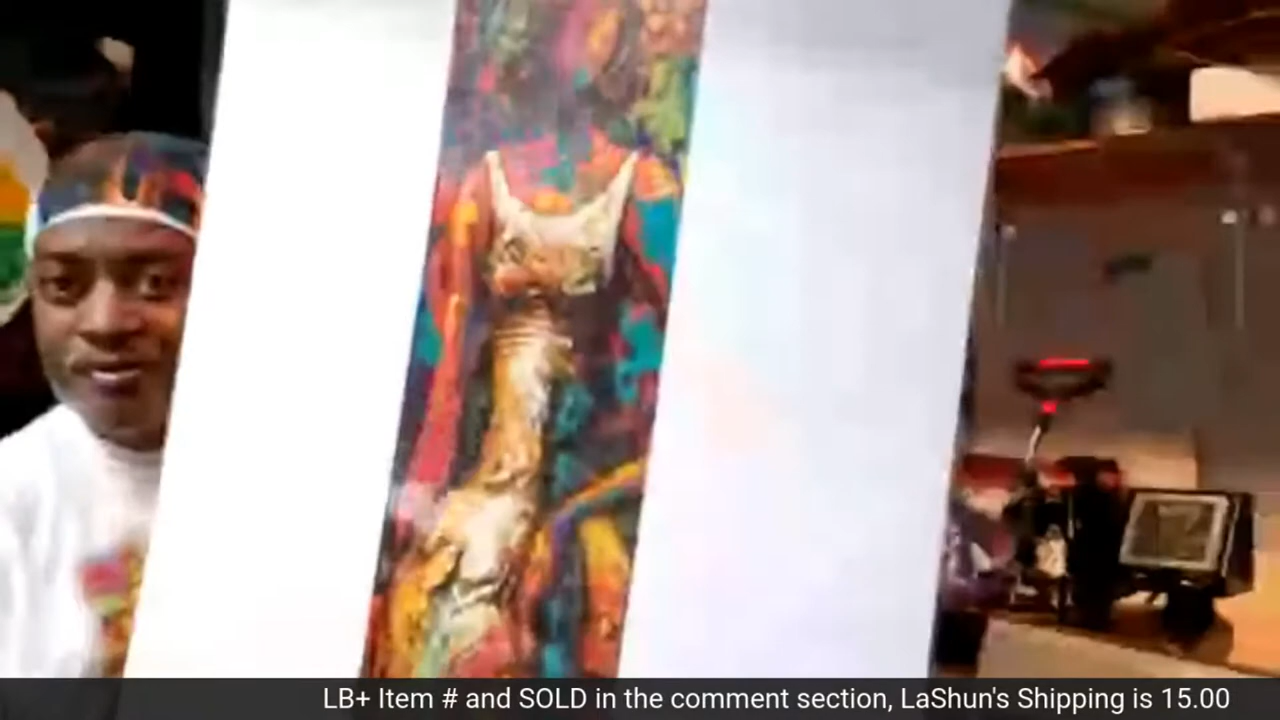 LB+ Item # and SOLD in the comment section, LaShun's Shipping is 15.00